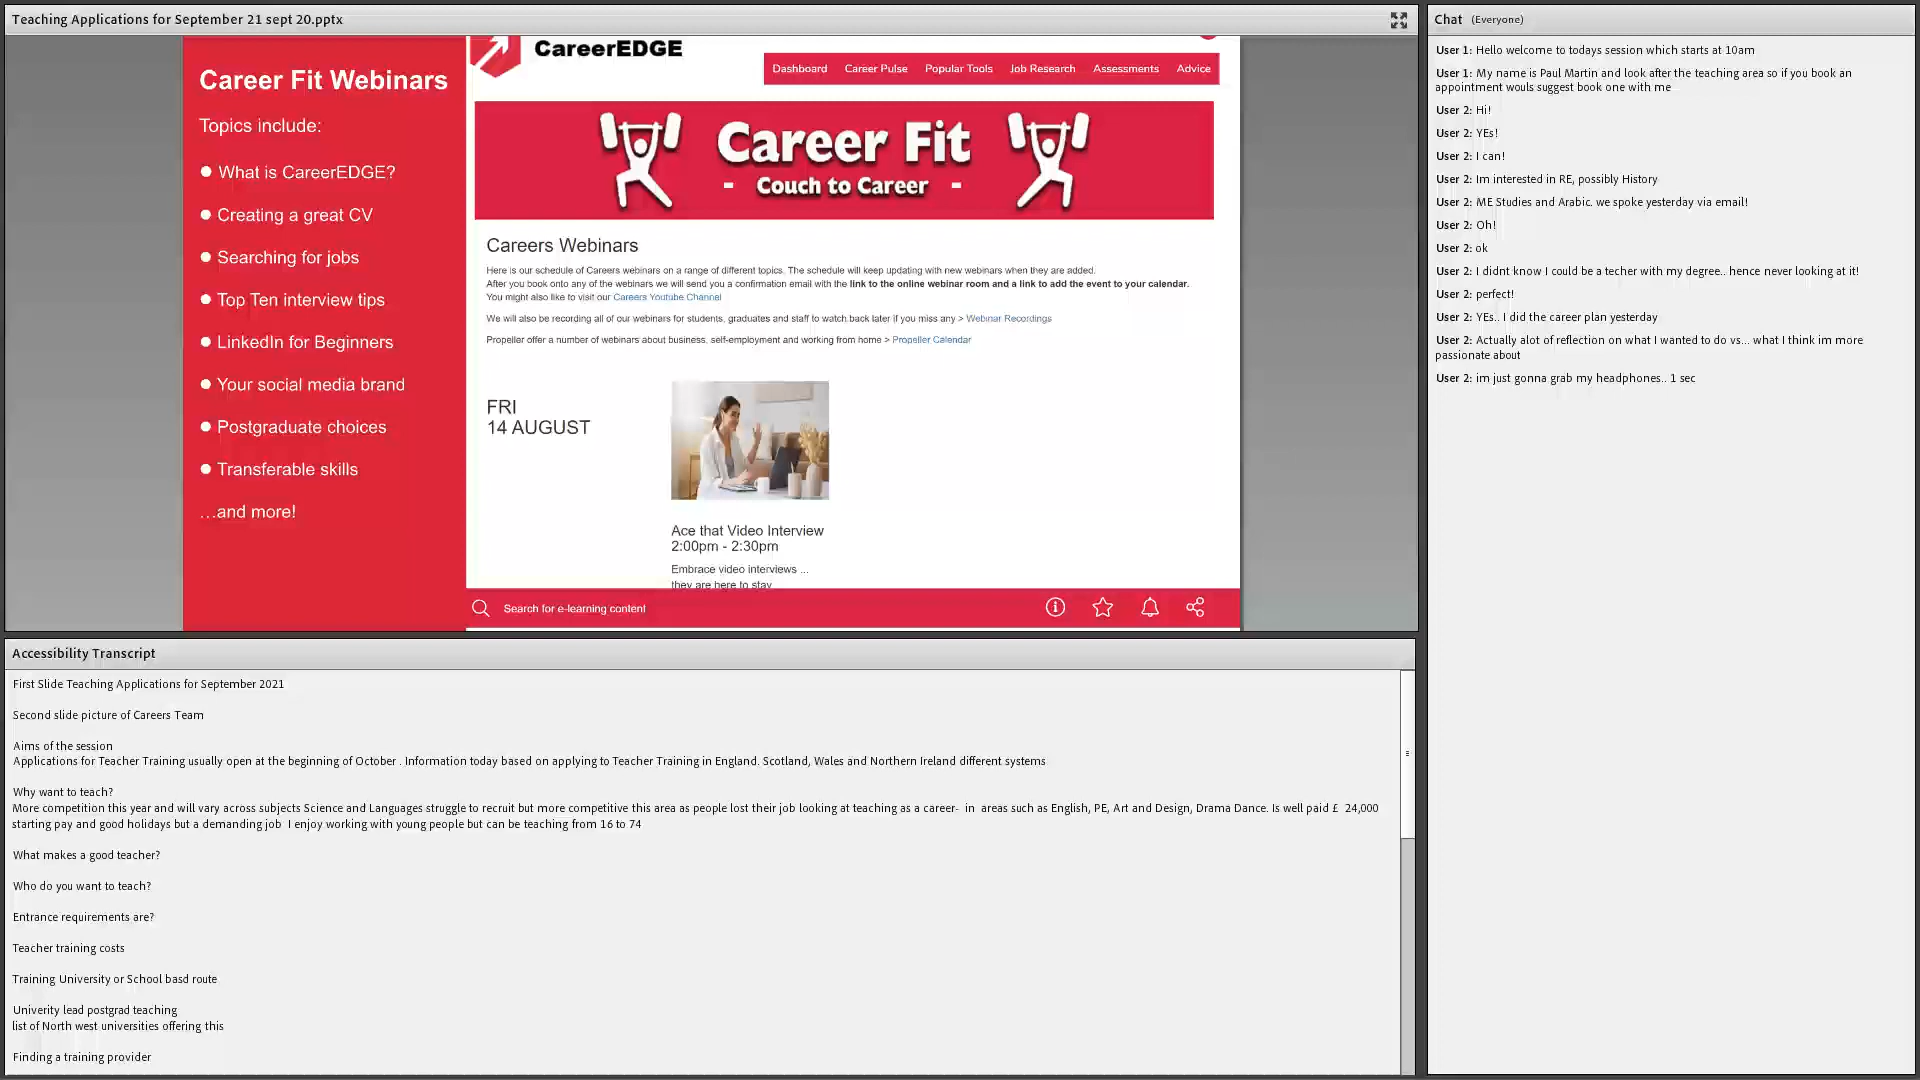 Teaching Applications for September 21 sept 20.pptx
Career Fit Webinars
Topics include:
● What is CareerEDGE?
● Creating a great CV
● Searching for jobs
● Top Ten interview tips
● LinkedIn for Beginners
● Your social media brand
● Postgraduate choices
● Transferable skills
...and more!
CareerEDGE
Dashboard Career Pulse Popular Tools Job Research Assessments Advice
Career Fit
- Couch to Career -
Careers Webinars
Here is our schedule of Careers webinars on a range of different topics. The schedule will keep updating with new webinars when they are added.
After you book onto any of the webinars we will send you a confirmation email with the link to the online webinar room and a link to add the event to your calendar.
You might also like to visit our Careers Youtube Channel
We will also be recording all of our webinars for students, graduates and staff to watch back later if you miss any > Webinar Recordings
Propeller offer a number of webinars about business, self-employment and working from home > Propeller Calendar
FRI
14 AUGUST
Ace that Video Interview
2:00pm - 2:30pm
Embrace video interviews ...
they are here to stay
Search for e-learning content
Accessibility Transcript
First Slide Teaching Applications for September 2021
Second slide picture of Careers Team
Aims of the session
Applications for Teacher Training usually open at the beginning of October . Information today based on applying to Teacher Training in England. Scotland, Wales and Northern Ireland different systems
Why want to teach?
More competition this year and will vary across subjects Science and Languages struggle to recruit but more competitive this area as people lost their job looking at teaching as a career- in areas such as English, PE, Art and Design, Drama Dance. Is well paid £ 24,000
starting pay and good holidays but a demanding job I enjoy working with young people but can be teaching from 16 to 74
What makes a good teacher?
Who do you want to teach?
Entrance requirements are?
Teacher training costs
Training University or School basd route
Univerity lead postgrad teaching
list of North west universities offering this
Finding a training provider
Chat (Everyone)
User 1: Hello welcome to todays session which starts at 10am
User 1: My name is Paul Martin and look after the teaching area so if you book an
appointment wouls suggest book one with me
User 2: Hi!
User 2: YEs!
User 2: I can!
User 2: Im interested in RE, possibly History
User 2: ME Studies and Arabic. we spoke yesterday via email!
User 2: Oh!
User 2: ok
User 2: I didnt know I could be a techer with my degree.. hence never looking at it!
User 2: perfect!
User 2: YEs.. I did the career plan yesterday
User 2: Actually alot of reflection on what I wanted to do vs... what I think im more
passionate about
User 2: im just gonna grab my headphones.. 1 sec